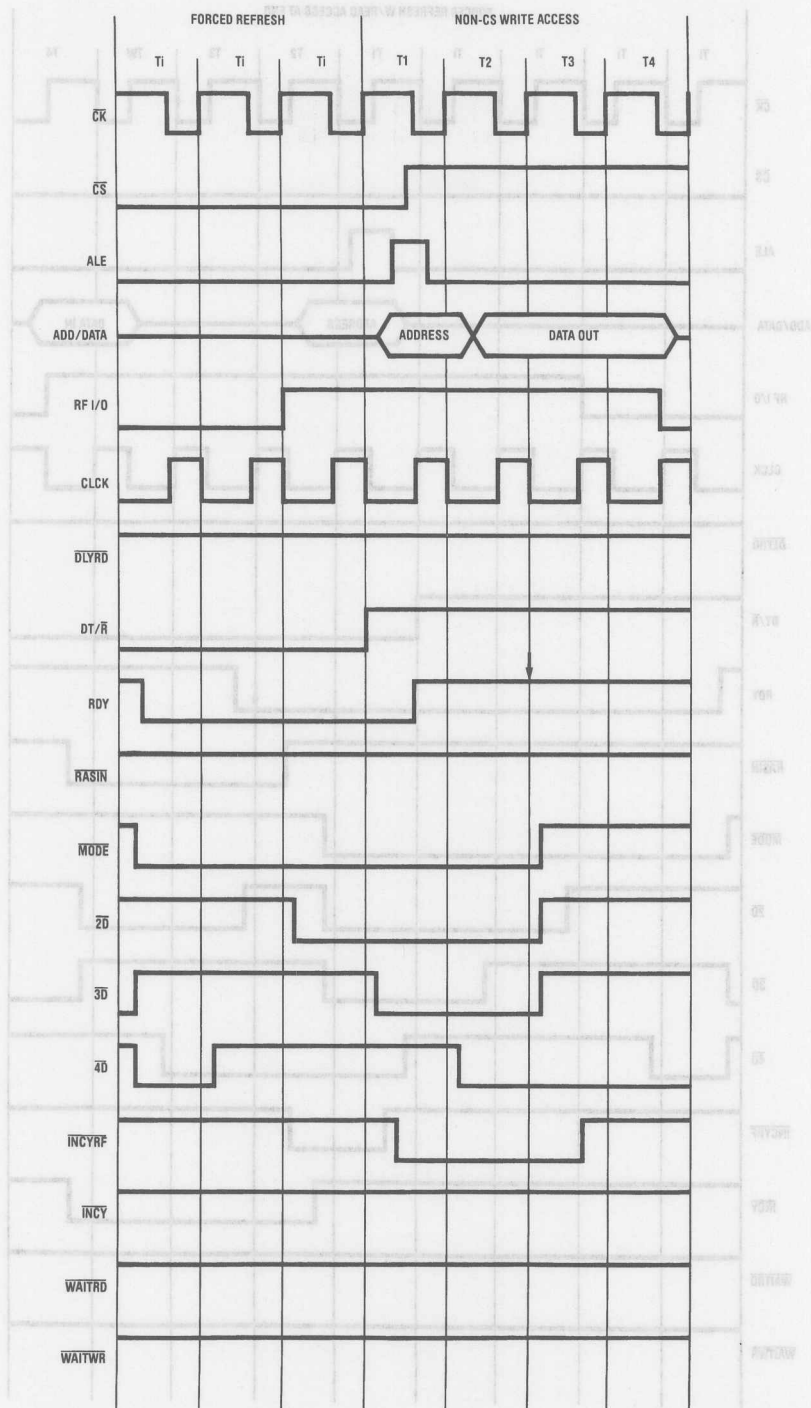 FORCED REFRESH NON-CS WRITE ACCESS
Ti Ti Ti T1 T2 T3 T4
CK
CS
ALE
ADD/DATA ADDRESS DATA OUT
RF I/O
CLCK
DLYRD
DT/R
RDY
RASIN
MODE
2D
3D
4D
INCYRF
INCY
WAITRD
WAITWR